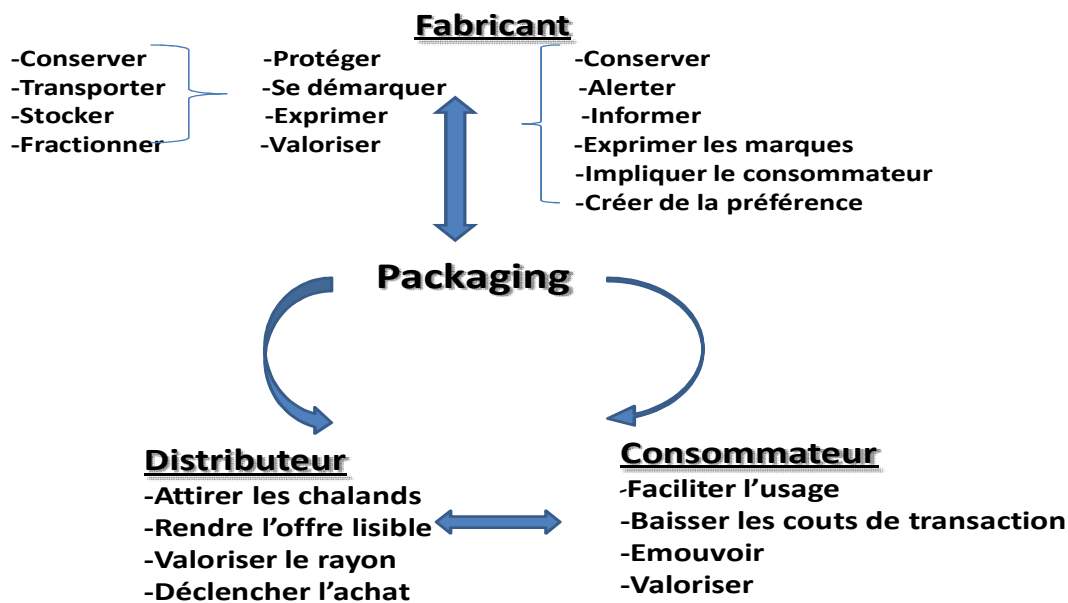 Fabricant
-Conserver
-Transporter
-Stocker
-Fractionner
-Protéger
-Se démarquer
-Exprimer
-Valoriser
-Conserver
-Alerter
-Informer
-Exprimer les marques
-Impliquer le consommateur
-Créer de la préférence
Packaging
Distributeur
-Attirer les chalands
-Rendre l’offre lisible
-Valoriser le rayon
-Déclencher l’achat
Consommateur
-Faciliter l’usage
-Baisser les couts de transaction
-Emouvoir
-Valoriser